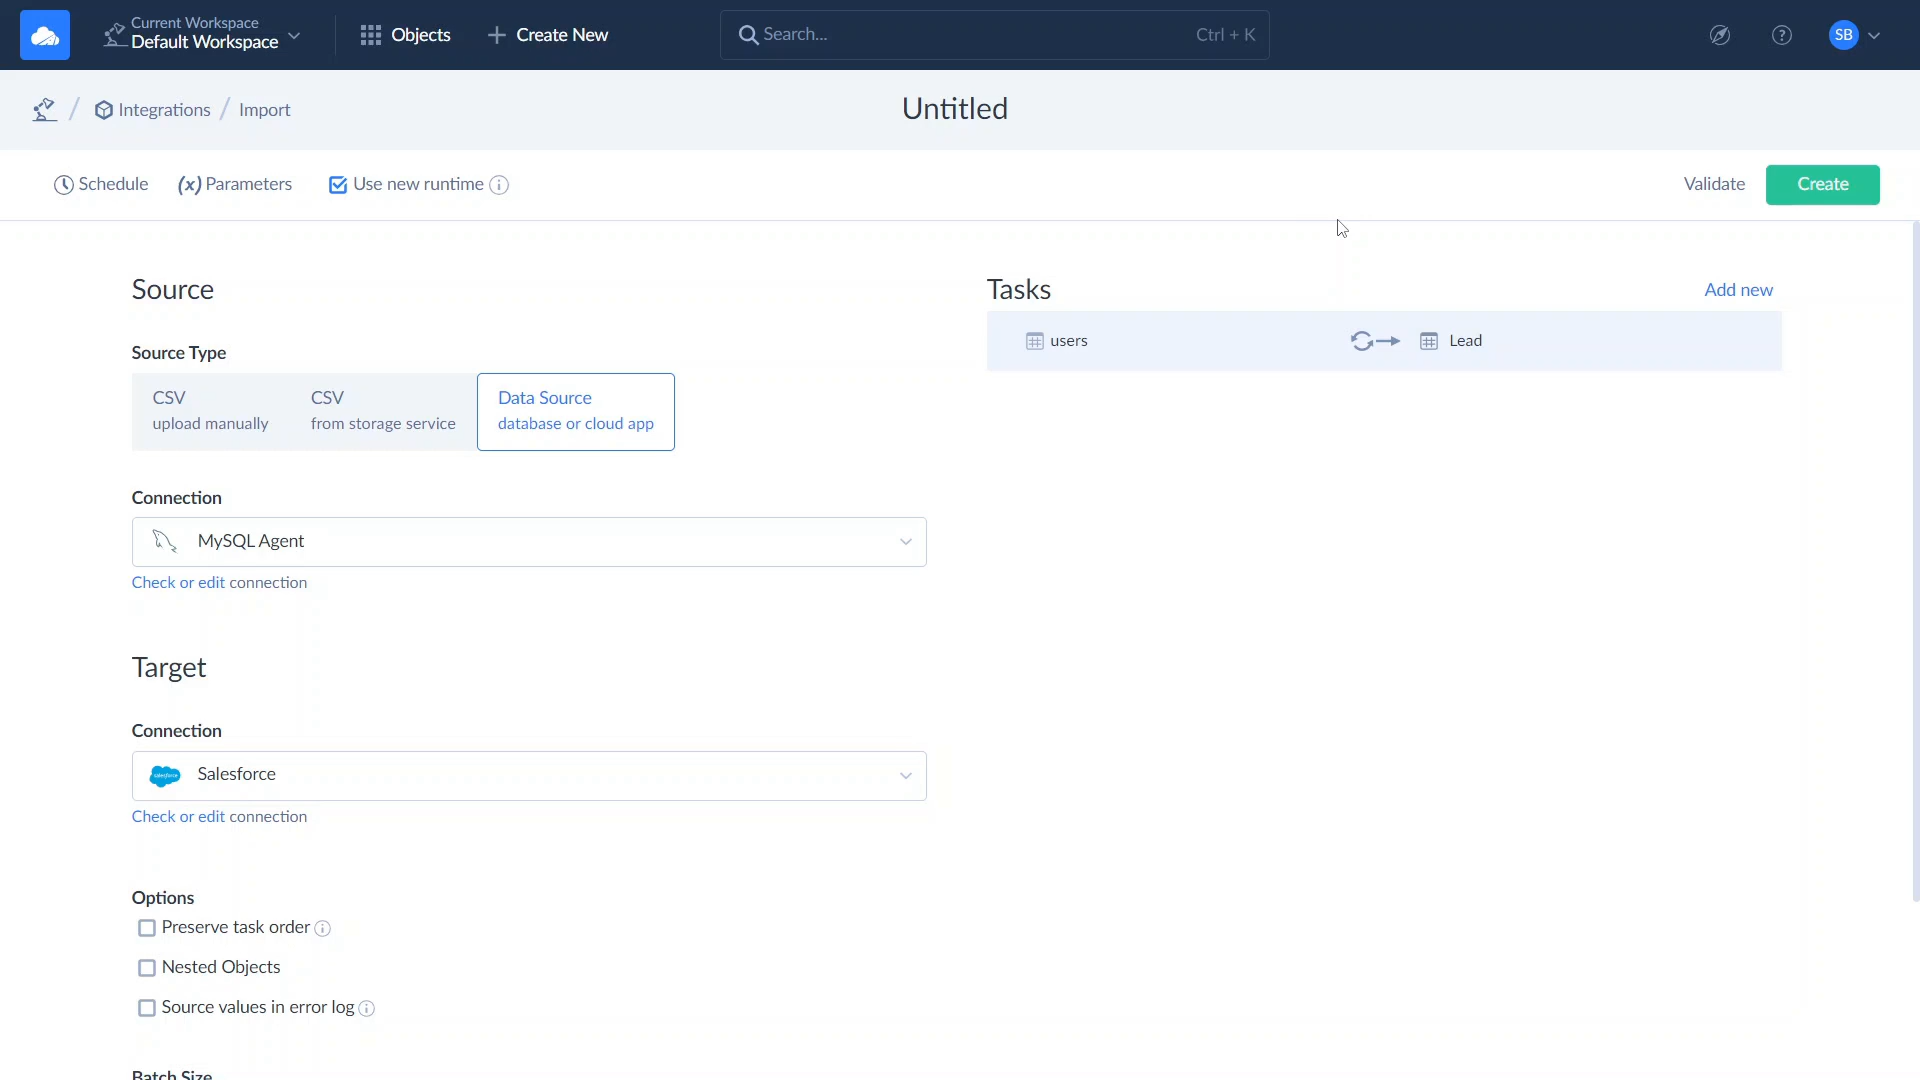 Current Workspace
Default Workspace
Objects
Create New
Search...
Ctrl + K
SB
Integrations / Import
Untitled
Schedule
(x) Parameters
Use new runtime
Validate
Create
Source
Source Type
CSV
upload manually
CSV
from storage service
Data Source
database or cloud app
Connection
MySQL Agent
Check or edit connection
Target
Connection
salesforce
Salesforce
Check or edit connection
Options
Preserve task order
Nested Objects
Source values in error log
Batch Size
Tasks
Add new
users
Lead